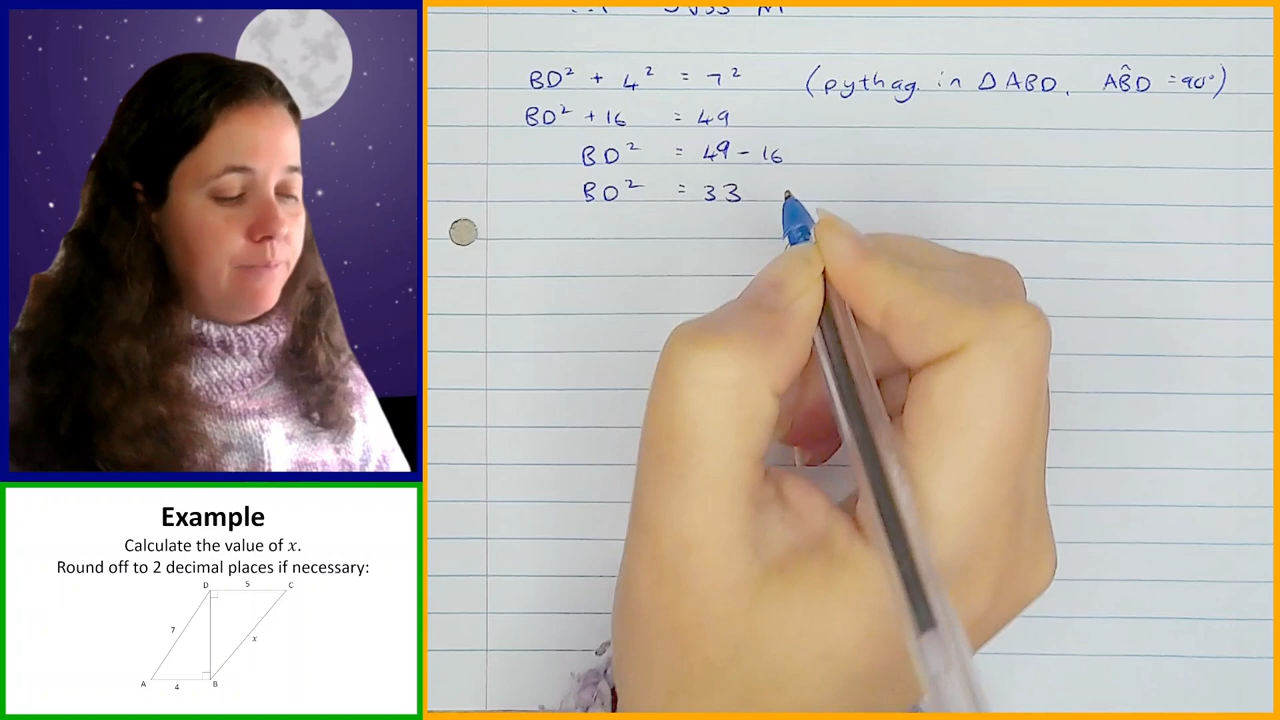 BD² + 4² = 7² (pythag. in △ABD, AB̂D = 90°)
BD² + 16 = 49
BD² = 49 - 16
BD² = 33
Example
Calculate the value of x.
Round off to 2 decimal places if necessary:
D 5 C
7
x
A 4 B